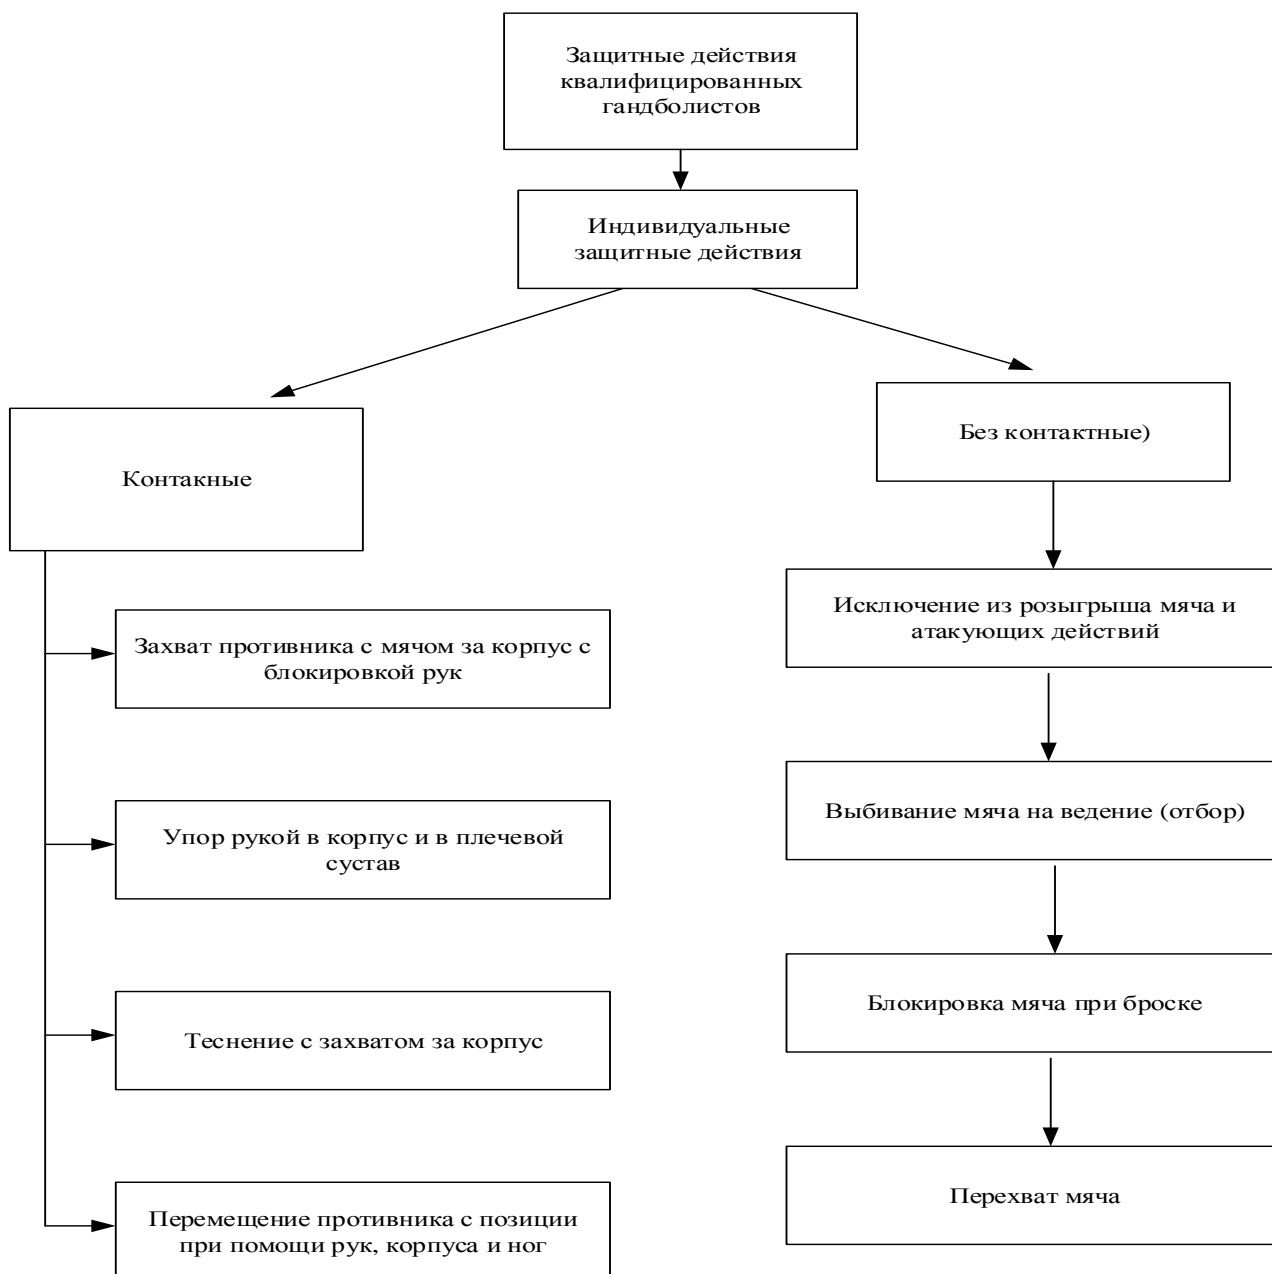 Защитные действия
квалифицированных
гандболистов
Индивидуальные
защитные действия
Контакные
Без контактные)
Захват противника с мячом за корпус с
блокировкой рук
Упор рукой в корпус и в плечевой
сустав
Теснение с захватом за корпус
Перемещение противника с позиции
при помощи рук, корпуса и ног
Исключение из розыгрыша мяча и
атакующих действий
Выбивание мяча на ведение (отбор)
Блокировка мяча при броске
Перехват мяча